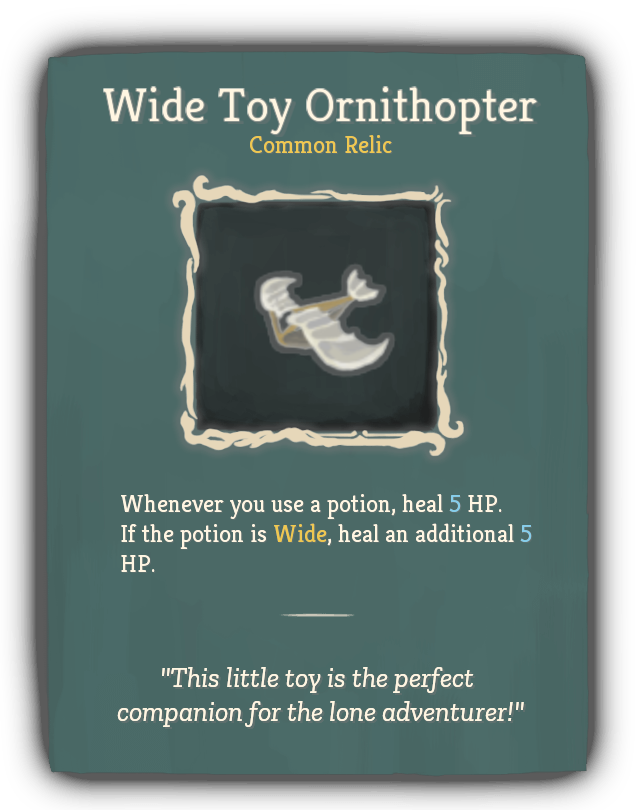 Wide Toy Ornithopter
Common Relic
Whenever you use a potion, heal 5 HP.
If the potion is Wide, heal an additional 5
HP.
"This little toy is the perfect
companion for the lone adventurer!"